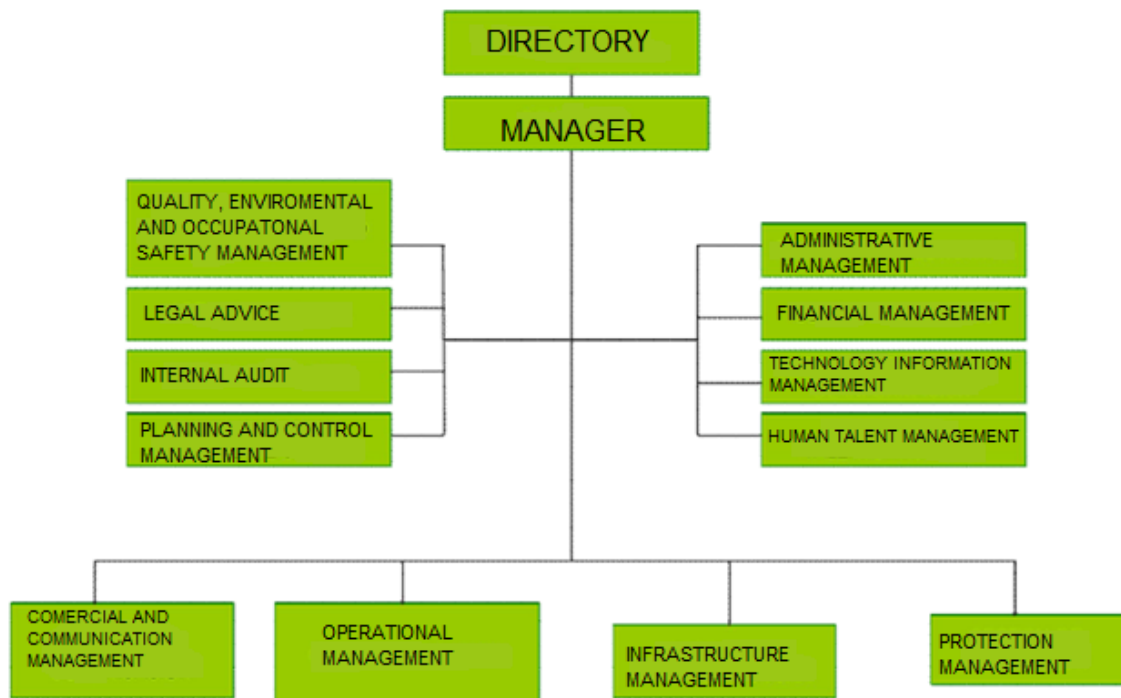 DIRECTORY
MANAGER
QUALITY, ENVIROMENTAL
AND OCCUPATONAL
SAFETY MANAGEMENT
LEGAL ADVICE
INTERNAL AUDIT
PLANNING AND CONTROL
MANAGEMENT
ADMINISTRATIVE
MANAGEMENT
FINANCIAL MANAGEMENT
TECHNOLOGY INFORMATION
MANAGEMENT
HUMAN TALENT MANAGEMENT
COMERCIAL AND
COMMUNICATION
MANAGEMENT
OPERATIONAL
MANAGEMENT
INFRASTRUCTURE
MANAGEMENT
PROTECTION
MANAGEMENT